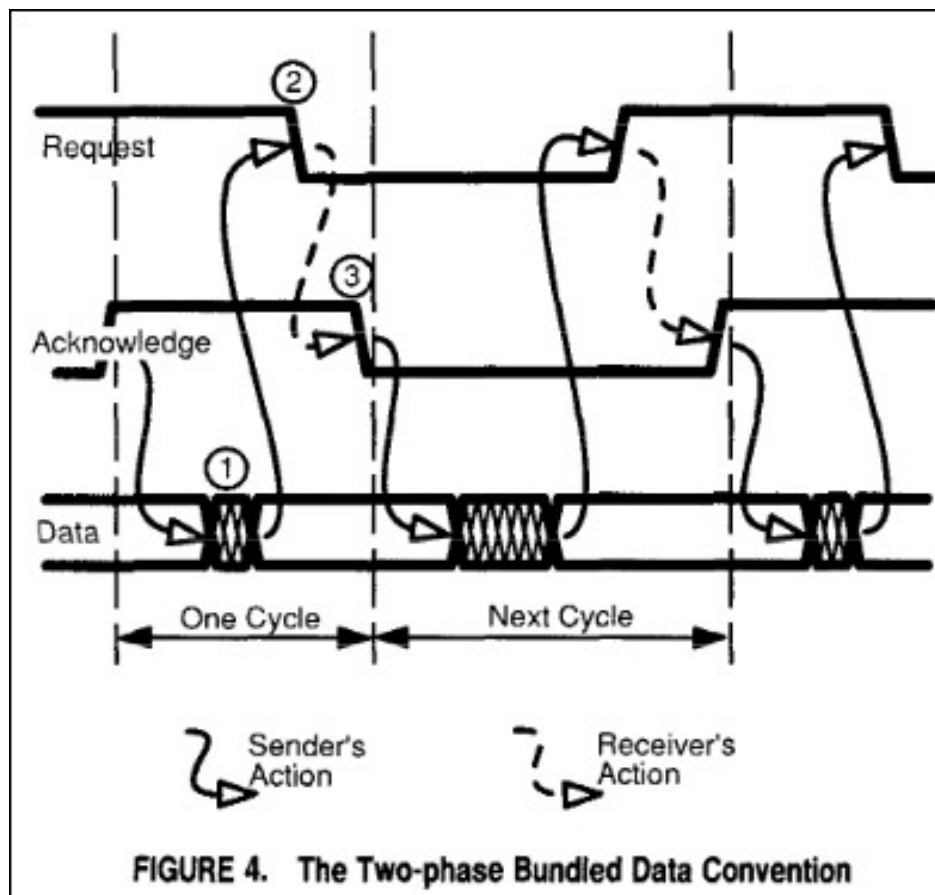 ②
Request
③
Acknowledge
①
Data
One Cycle
Next Cycle
Sender's
Action
Receiver's
Action
FIGURE 4. The Two-phase Bundled Data Convention